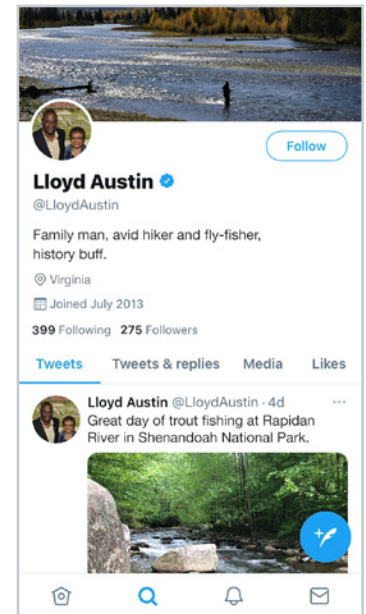 Follow
Lloyd Austin
@LloydAustin
Family man, avid hiker and fly-fisher,
history buff.
Virginia
Joined July 2013
399 Following 275 Followers
Tweets Tweets & replies Media Likes
Lloyd Austin @LloydAustin · 4d
Great day of trout fishing at Rapidan
River in Shenandoah National Park.